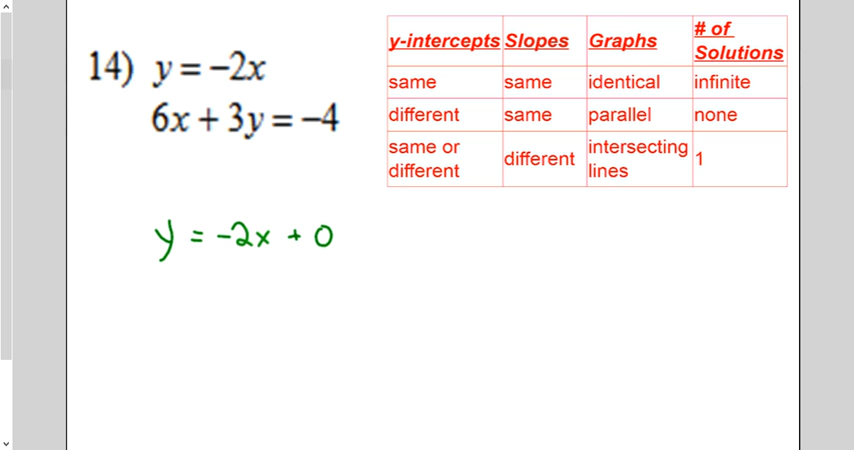 14) y = −2x
6x + 3y = −4
y-intercepts Slopes Graphs # of Solutions
same same identical infinite
different same parallel none
same or different different intersecting lines 1
y = -2x + 0